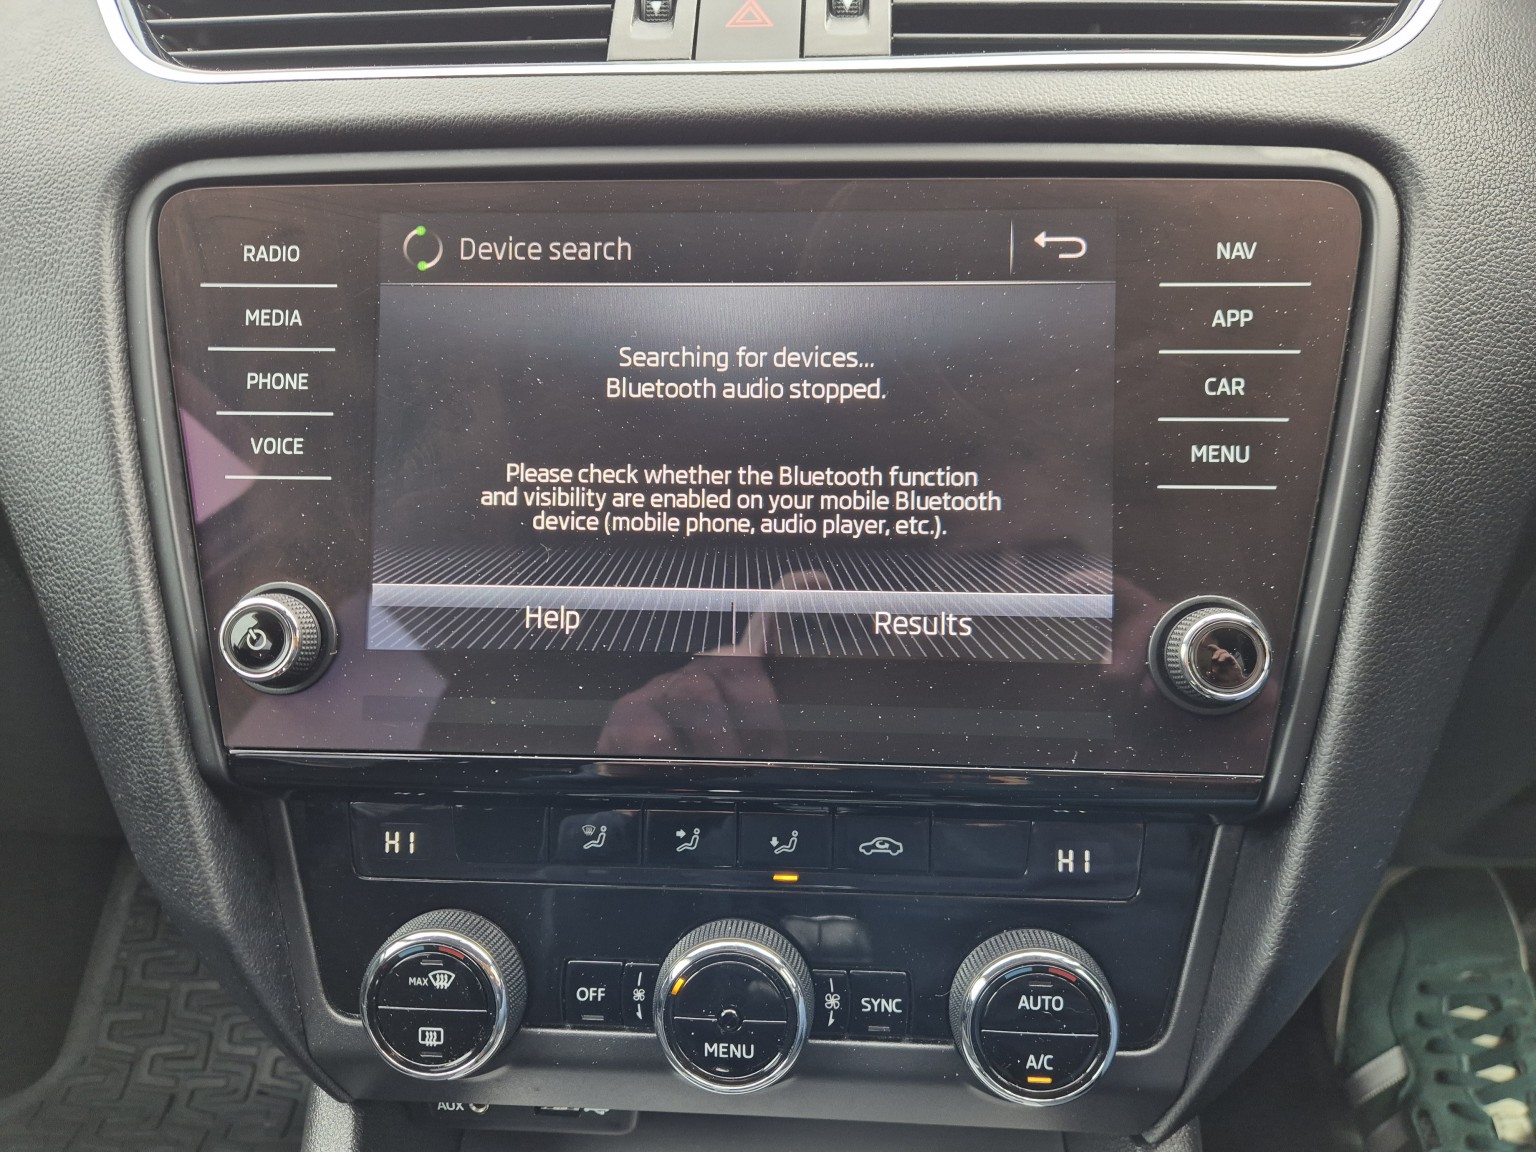 RADIO
MEDIA
PHONE
VOICE
Device search
Searching for devices...
Bluetooth audio stopped.
Please check whether the Bluetooth function
and visibility are enabled on your mobile Bluetooth
device (mobile phone, audio player, etc.).
Help
Results
NAV
APP
CAR
MENU
HI
HI
MAX
OFF
MENU
SYNC
AUTO
A/C
AUX